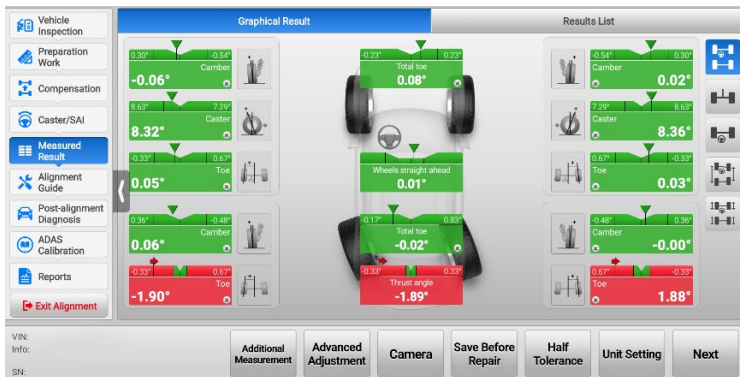 Vehicle
Inspection
Preparation
Work
Compensation
Caster/SAI
Measured
Result
Alignment
Guide
Post-alignment
Diagnosis
ADAS
Calibration
Reports
Exit Alignment
Graphical Result
Results List
0.30° -0.54°
Camber
-0.06°
8.63° 7.29°
Caster
8.32°
-0.33° 0.67°
Toe
0.05°
0.36° -0.48°
Camber
0.06°
-0.33° 0.67°
Toe
-1.90°
-0.23° 0.23°
Total toe
0.08°
Wheels straight ahead
0.01°
-0.17° 0.83°
Total toe
-0.02°
-0.33° 0.33°
Thrust angle
-1.89°
-0.54° 0.30°
Camber
0.02°
7.29° 8.63°
Caster
8.36°
0.67° -0.33°
Toe
0.03°
-0.48° 0.36°
Camber
-0.00°
0.67° -0.33°
Toe
1.88°
VIN:
Info:
SN:
Additional
Measurement
Advanced
Adjustment
Camera
Save Before
Repair
Half
Tolerance
Unit Setting
Next